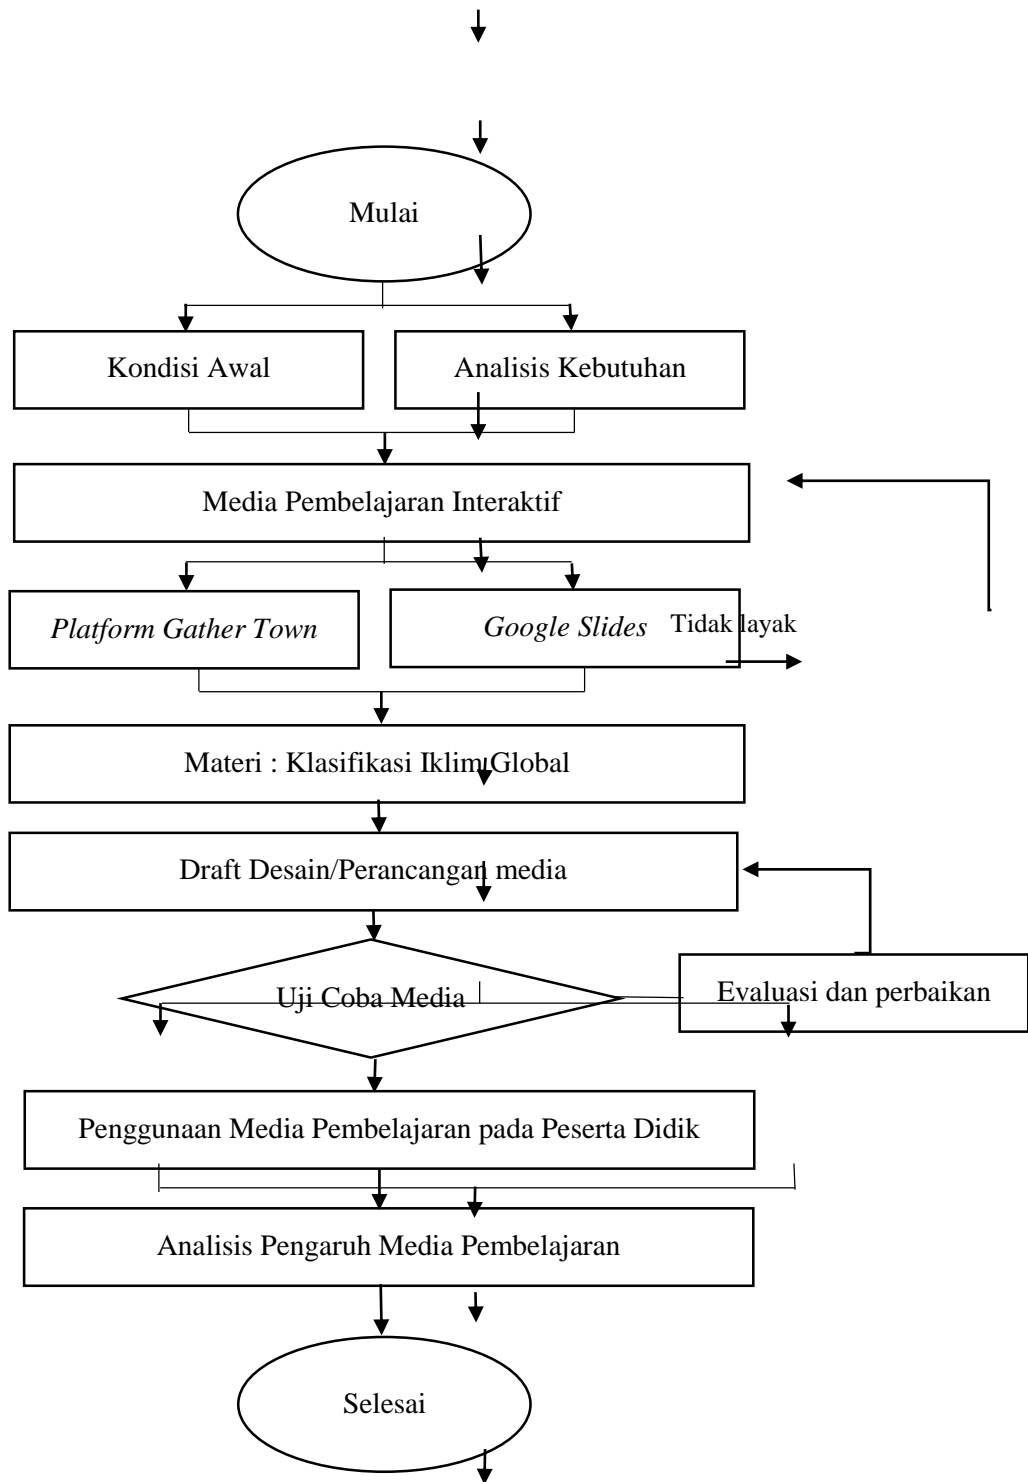 Mulai
Kondisi Awal
Analisis Kebutuhan
Media Pembelajaran Interaktif
Platform Gather Town
Google Slides
Tidak layak
Materi : Klasifikasi Iklim Global
Draft Desain/Perancangan media
Uji Coba Media
Evaluasi dan perbaikan
Penggunaan Media Pembelajaran pada Peserta Didik
Analisis Pengaruh Media Pembelajaran
Selesai